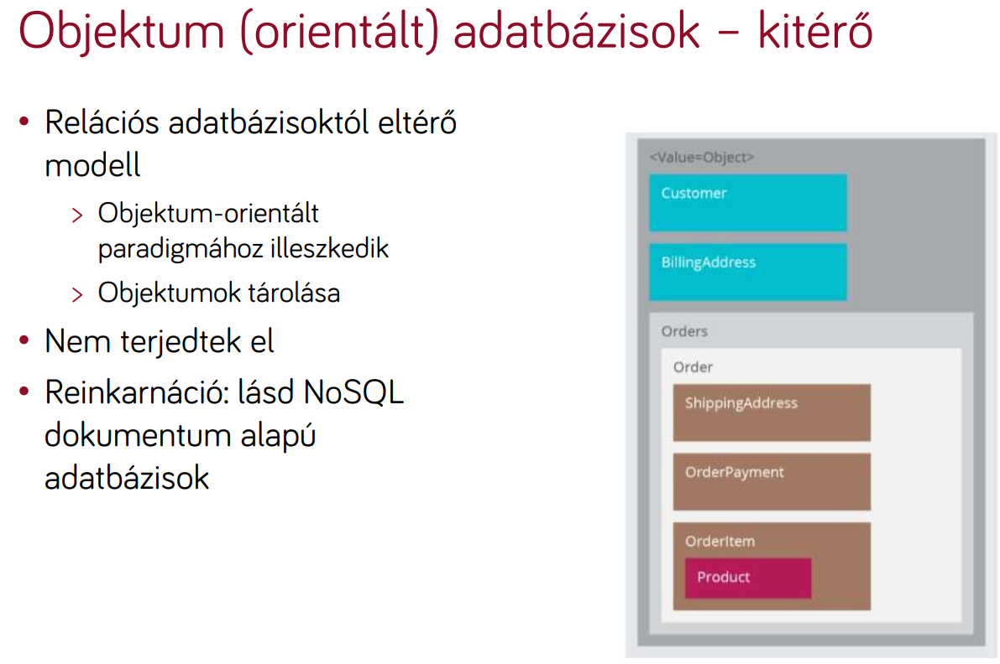 Objektum (orientált) adatbázisok – kitérő
• Relációs adatbázisoktól eltérő
modell
> Objektum-orientált
paradigmához illeszkedik
> Objektumok tárolása
• Nem terjedtek el
• Reinkarnáció: lásd NoSQL
dokumentum alapú
adatbázisok
<Value=Object>
Customer
BillingAddress
Orders
Order
ShippingAddress
OrderPayment
OrderItem
Product